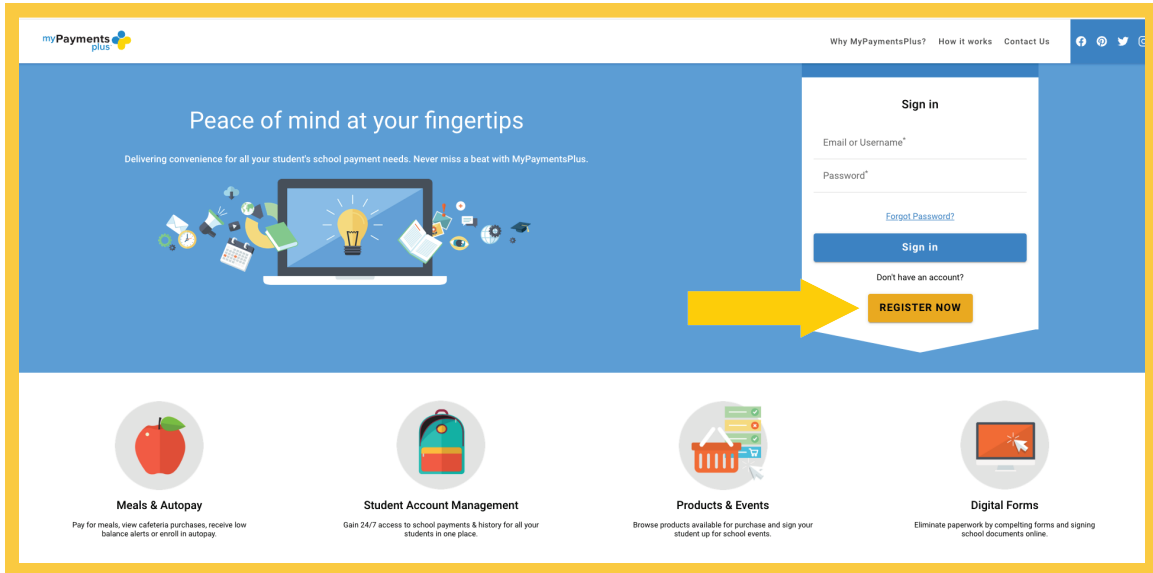 myPayments
plus
Why MyPaymentsPlus? How it works Contact Us
Peace of mind at your fingertips
Delivering convenience for all your student's school payment needs. Never miss a beat with MyPaymentsPlus.
Sign in
Email or Username*
Password*
Forgot Password?
Sign in
Don't have an account?
REGISTER NOW
Meals & Autopay
Pay for meals, view cafeteria purchases, receive low
balance alerts or enroll in autopay.
Student Account Management
Gain 24/7 access to school payments & history for all your
students in one place.
Products & Events
Browse products available for purchase and sign your
student up for school events.
Digital Forms
Eliminate paperwork by compelting forms and signing
school documents online.